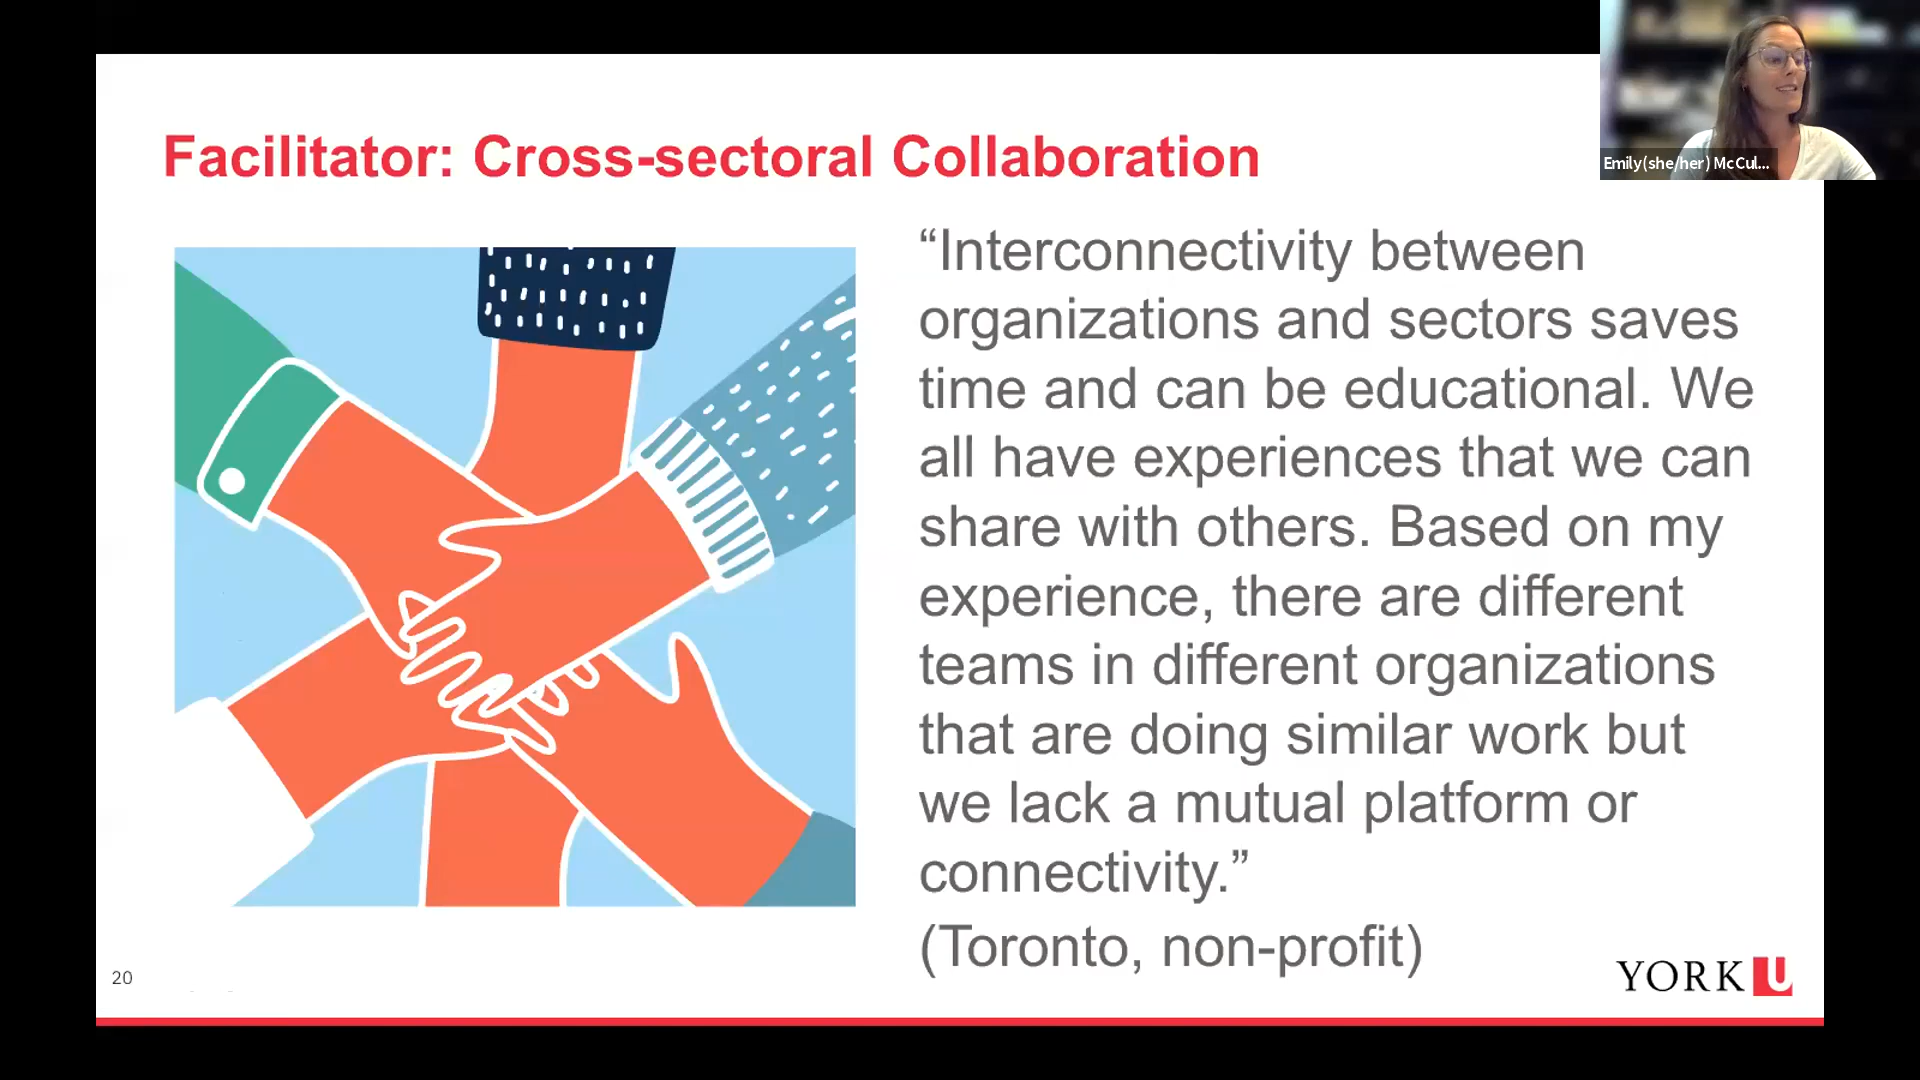 Facilitator: Cross-sectoral Collaboration
Emily(she/her) McCul...
“Interconnectivity between
organizations and sectors saves
time and can be educational. We
all have experiences that we can
share with others. Based on my
experience, there are different
teams in different organizations
that are doing similar work but
we lack a mutual platform or
connectivity.”
(Toronto, non-profit)
20
YORK U